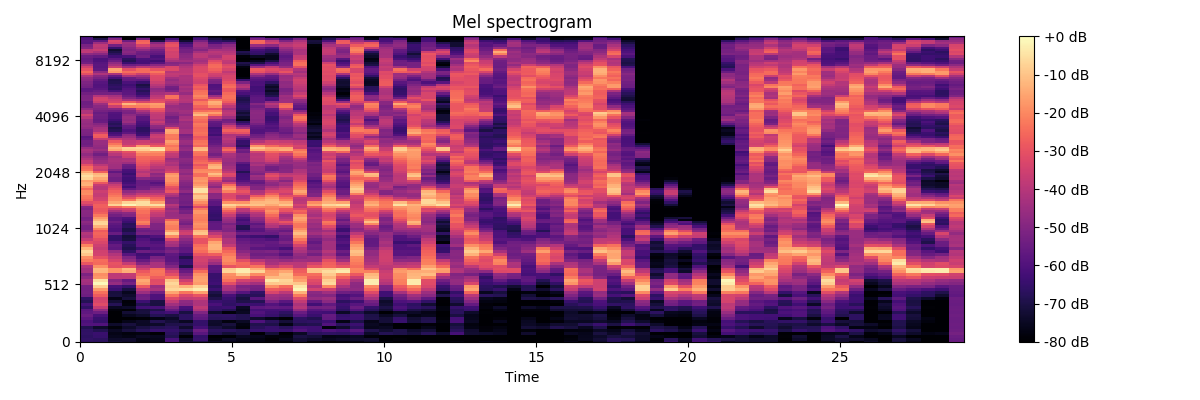 Mel spectrogram
Hz
8192
4096
2048
1024
512
0
0 5 10 15 20 25
Time
+0 dB
-10 dB
-20 dB
-30 dB
-40 dB
-50 dB
-60 dB
-70 dB
-80 dB